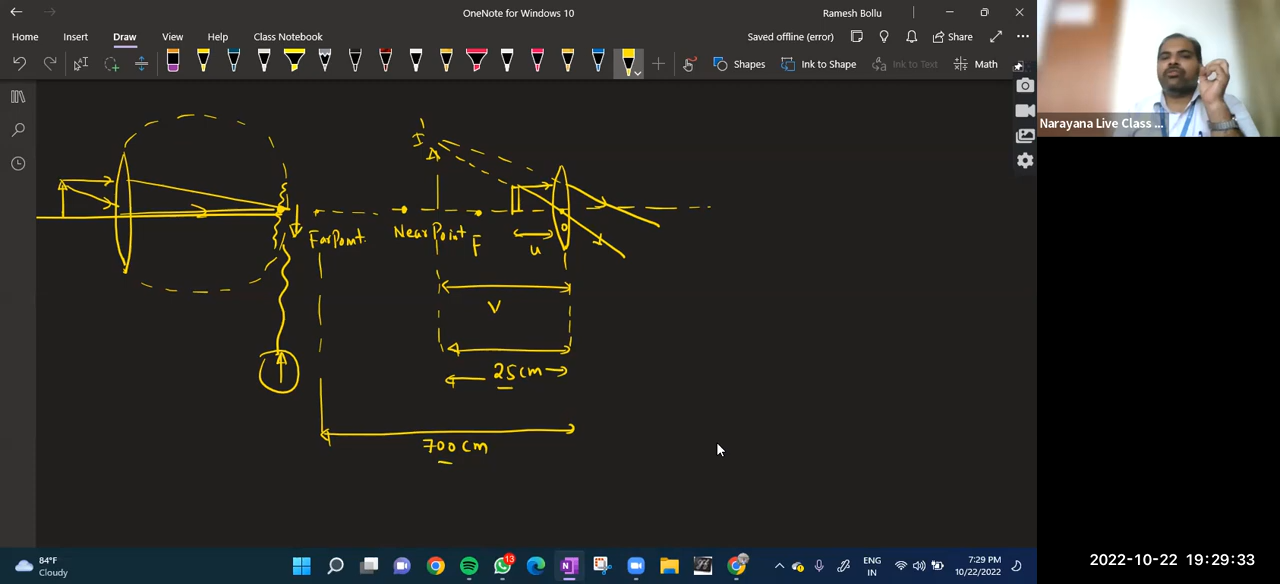 OneNote for Windows 10
Ramesh Bollu
Home Insert Draw View Help Class Notebook
Saved offline (error)
Share
Shapes
Ink to Shape
Ink to Text
Math
Narayana Live Class ...
I'
Far Point.
Near Point
F
O
u
V
25cm
700cm
84°F
Cloudy
13
ENG
IN
7:29 PM
10/22/2022
2022-10-22 19:29:33